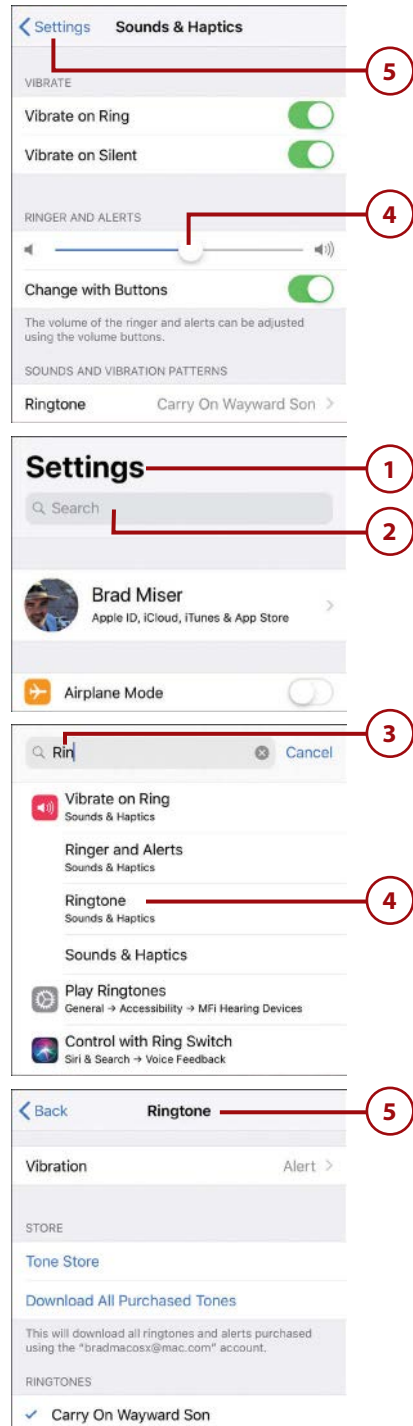 Settings Sounds & Haptics
5
VIBRATE
Vibrate on Ring
Vibrate on Silent
4
RINGER AND ALERTS
Change with Buttons
The volume of the ringer and alerts can be adjusted
using the volume buttons.
SOUNDS AND VIBRATION PATTERNS
Ringtone Carry On Wayward Son
Settings
1
Search
2
Brad Miser
Apple ID, iCloud, iTunes & App Store
Airplane Mode
3
Rin Cancel
Vibrate on Ring
Sounds & Haptics
Ringer and Alerts
Sounds & Haptics
Ringtone
4
Sounds & Haptics
Sounds & Haptics
Play Ringtones
General → Accessibility → MFi Hearing Devices
Control with Ring Switch
Siri & Search → Voice Feedback
Back Ringtone
5
Vibration Alert
STORE
Tone Store
Download All Purchased Tones
This will download all ringtones and alerts purchased
using the "bradmacosx@mac.com" account.
RINGTONES
✓ Carry On Wayward Son